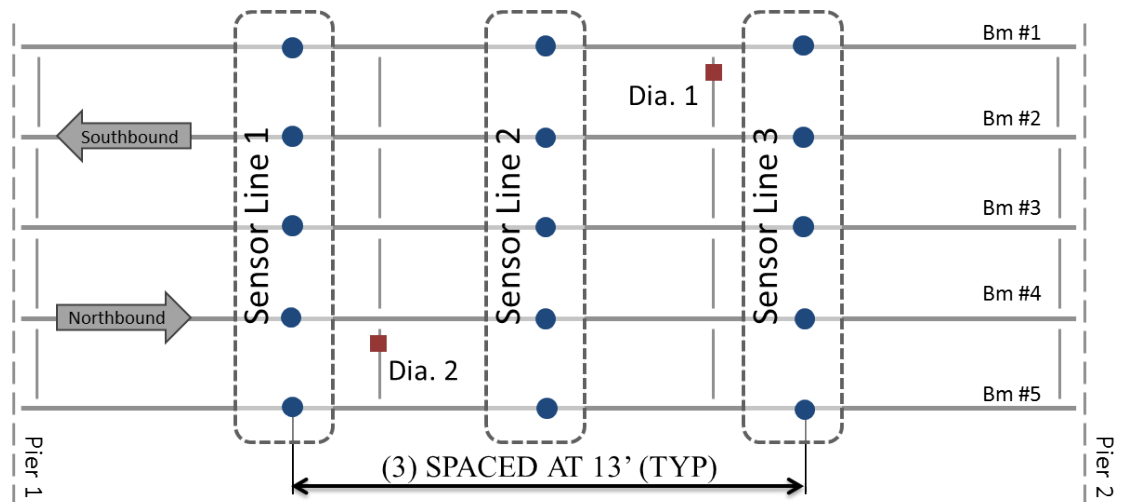 Bm #1
Dia. 1
Southbound
Bm #2
Sensor Line 1
Sensor Line 2
Sensor Line 3
Bm #3
Northbound
Bm #4
Dia. 2
Bm #5
Pier 1
(3) SPACED AT 13’ (TYP)
Pier 2